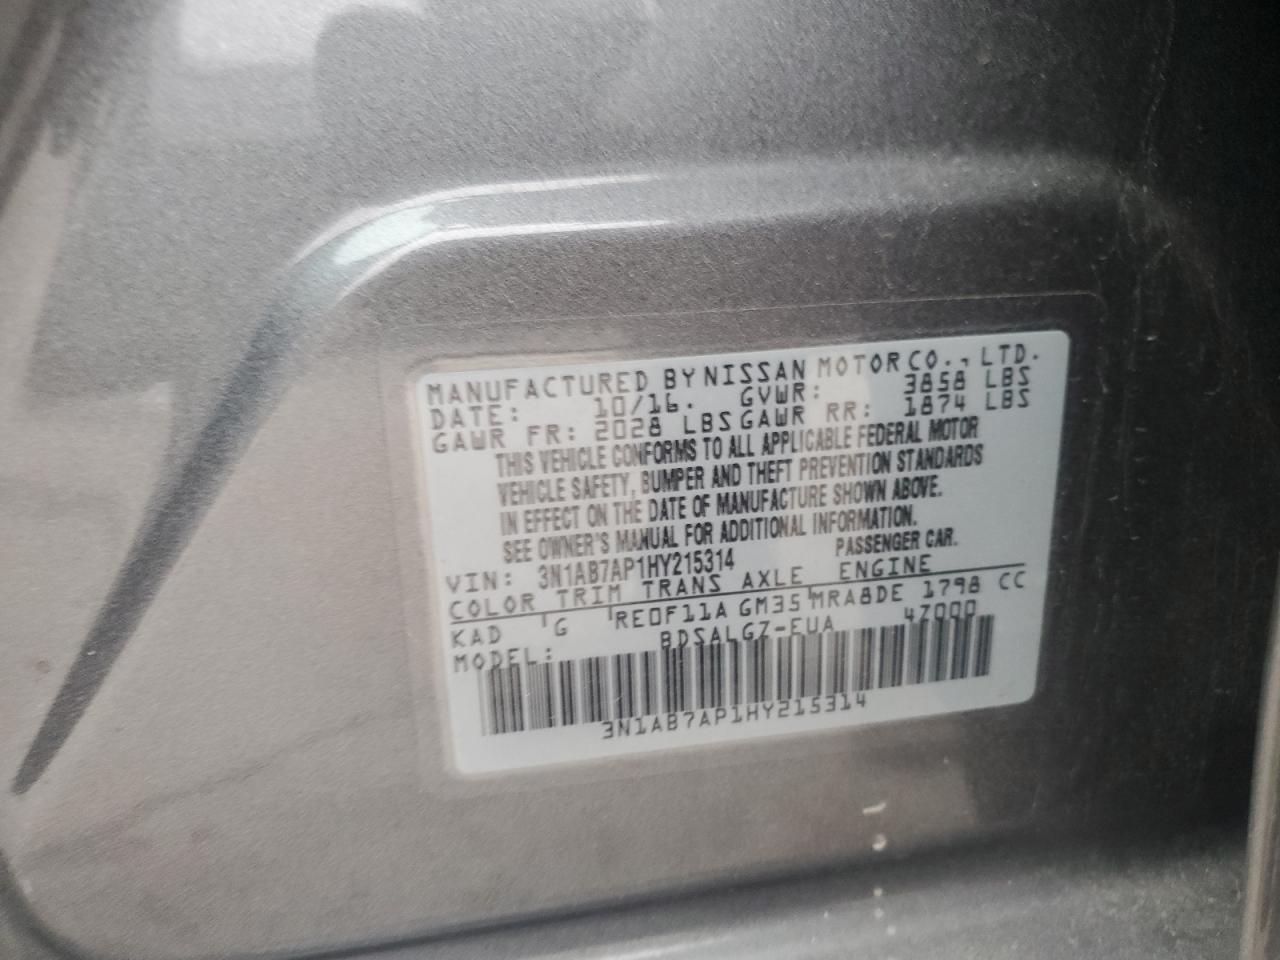 MANUFACTURED BY NISSAN MOTOR CO., LTD.
DATE: 10/16. GVWR: 3858 LBS
GAWR FR: 2028 LBS GAWR RR: 1874 LBS
THIS VEHICLE CONFORMS TO ALL APPLICABLE FEDERAL MOTOR
VEHICLE SAFETY, BUMPER AND THEFT PREVENTION STANDARDS
IN EFFECT ON THE DATE OF MANUFACTURE SHOWN ABOVE.
SEE OWNER'S MANUAL FOR ADDITIONAL INFORMATION.
VIN: 3N1AB7AP1HY215314 PASSENGER CAR.
COLOR TRIM TRANS AXLE ENGINE
KAD G RE0F11A GM35 MRA8DE 1798 CC
MODEL: BDSALGZ-EUA 47000
3N1AB7AP1HY215314